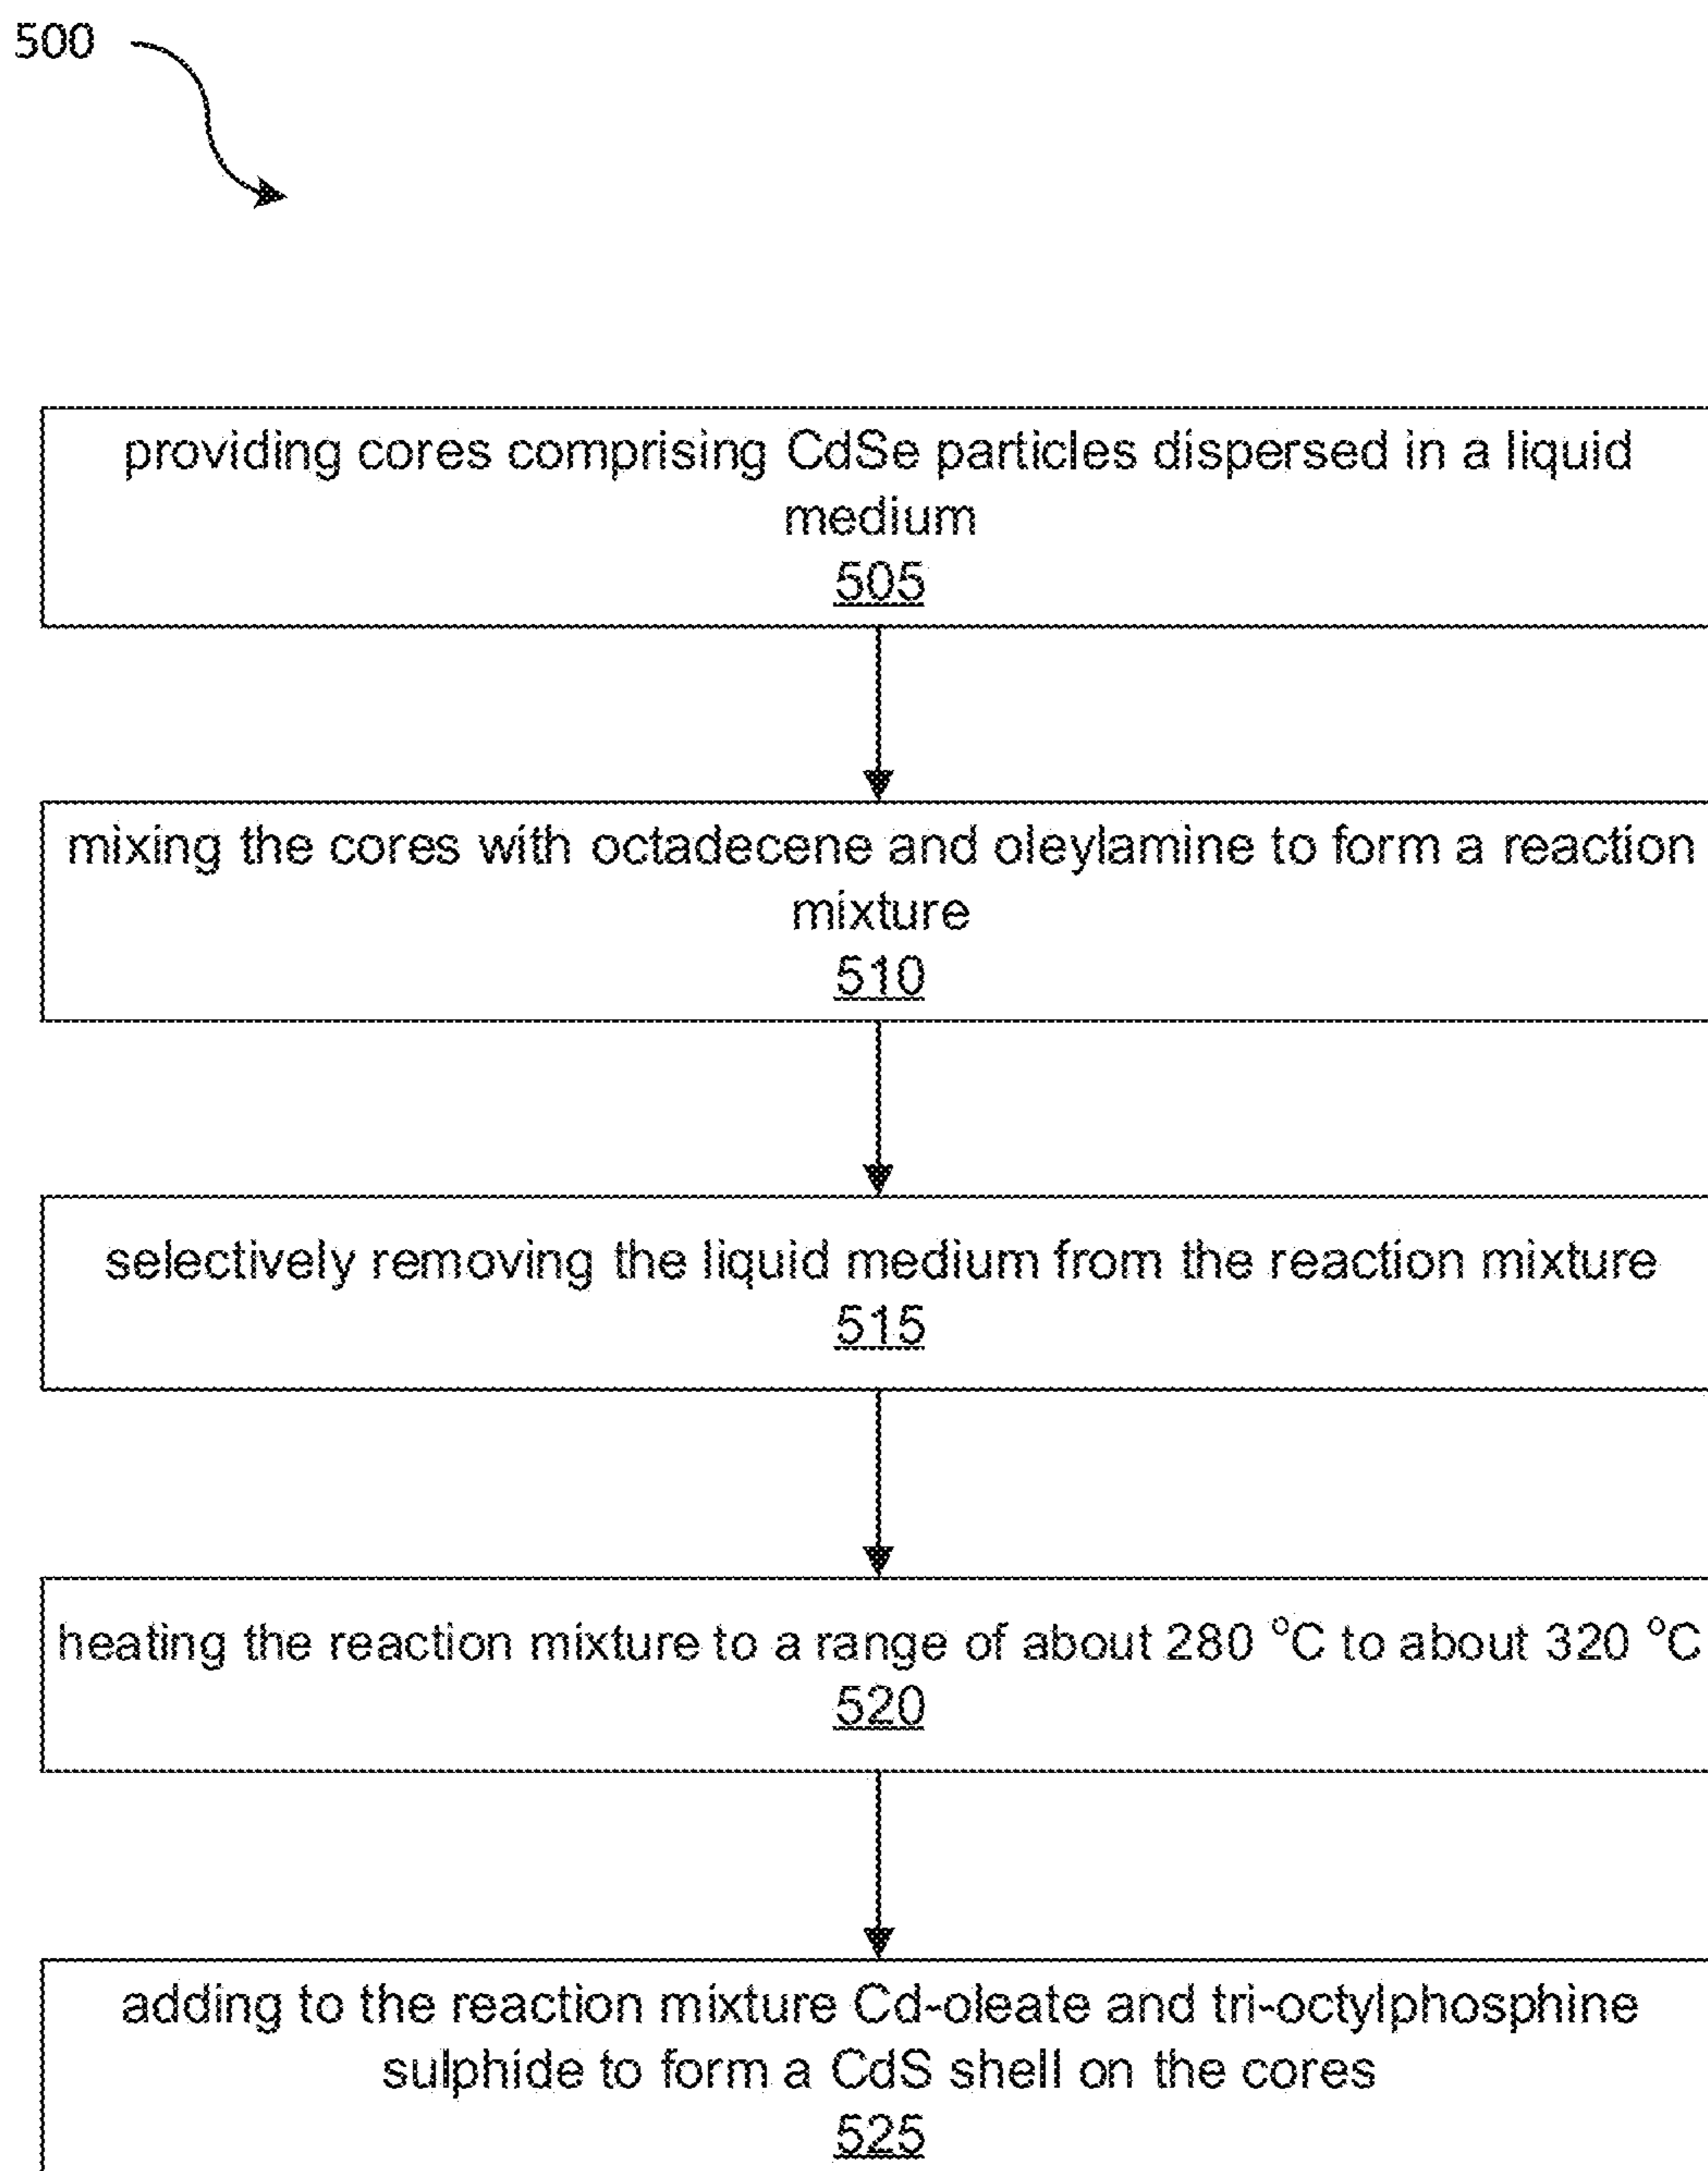 500
providing cores comprising CdSe particles dispersed in a liquid
medium
505
mixing the cores with octadecene and oleylamine to form a reaction
mixture
510
selectively removing the liquid medium from the reaction mixture
515
heating the reaction mixture to a range of about 280 °C to about 320 °C
520
adding to the reaction mixture Cd-oleate and tri-octylphosphine
sulphide to form a CdS shell on the cores
525